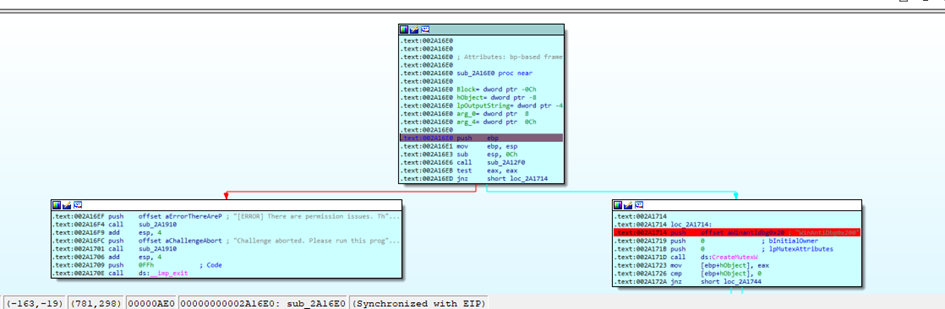 .text:002A16E0
.text:002A16E0
.text:002A16E0 ; Attributes: bp-based frame
.text:002A16E0
.text:002A16E0 sub_2A16E0 proc near
.text:002A16E0
.text:002A16E0 Block= dword ptr -0Ch
.text:002A16E0 hObject= dword ptr -8
.text:002A16E0 lpOutputString= dword ptr -4
.text:002A16E0 arg_0= dword ptr  8
.text:002A16E0 arg_4= dword ptr  0Ch
.text:002A16E0
.text:002A16E0 push    ebp
.text:002A16E1 mov     ebp, esp
.text:002A16E3 sub     esp, 0Ch
.text:002A16E6 call    sub_2A12F0
.text:002A16EB test    eax, eax
.text:002A16ED jnz     short loc_2A1714
.text:002A16EF push    offset aErrorThereAreP ; "[ERROR] There are permission issues. Th"...
.text:002A16F4 call    sub_2A1910
.text:002A16F9 add     esp, 4
.text:002A16FC push    offset aChallengeAbort ; "Challenge aborted. Please run this prog"...
.text:002A1701 call    sub_2A1910
.text:002A1706 add     esp, 4
.text:002A1709 push    0FFh            ; Code
.text:002A170E call    ds:__imp_exit
.text:002A1714
.text:002A1714 loc_2A1714:
.text:002A1714 push    offset
.text:002A1719 push    0               ; bInitialOwner
.text:002A171B push    0               ; lpMutexAttributes
.text:002A171D call    ds:CreateMutexW
.text:002A1723 mov     [ebp+hObject], eax
.text:002A1726 cmp     [ebp+hObject], 0
.text:002A172A jnz     short loc_2A1744
(-163,-19) (781,298) 00000AE0 00000000002A16E0: sub_2A16E0 (Synchronized with EIP)